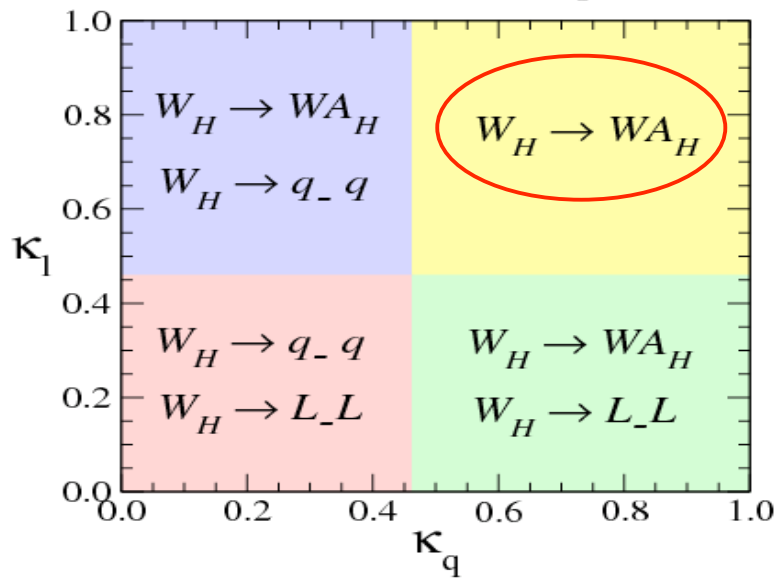 1.0
0.8
0.6
0.4
0.2
0.0
κ_l
W_H → WA_H
W_H → q_- q
W_H → WA_H
W_H → q_- q
W_H → L_-L
W_H → WA_H
W_H → L_-L
0.0 0.2 0.4 0.6 0.8 1.0
κ_q